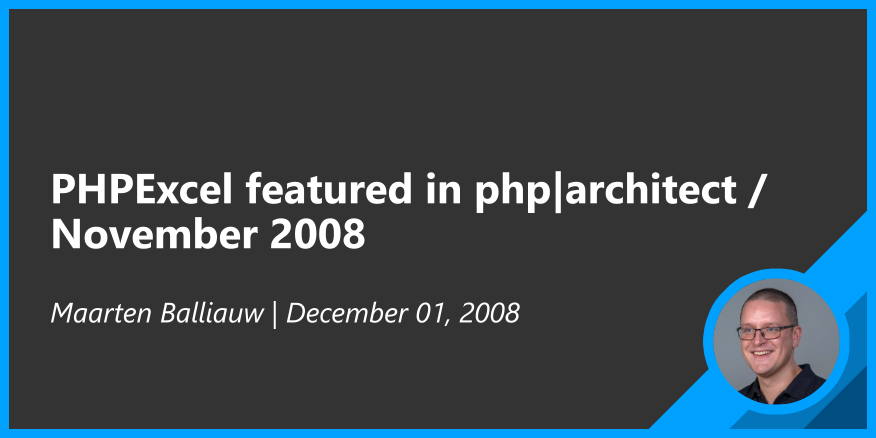 PHPExcel featured in php|architect /
November 2008
Maarten Balliauw | December 01, 2008